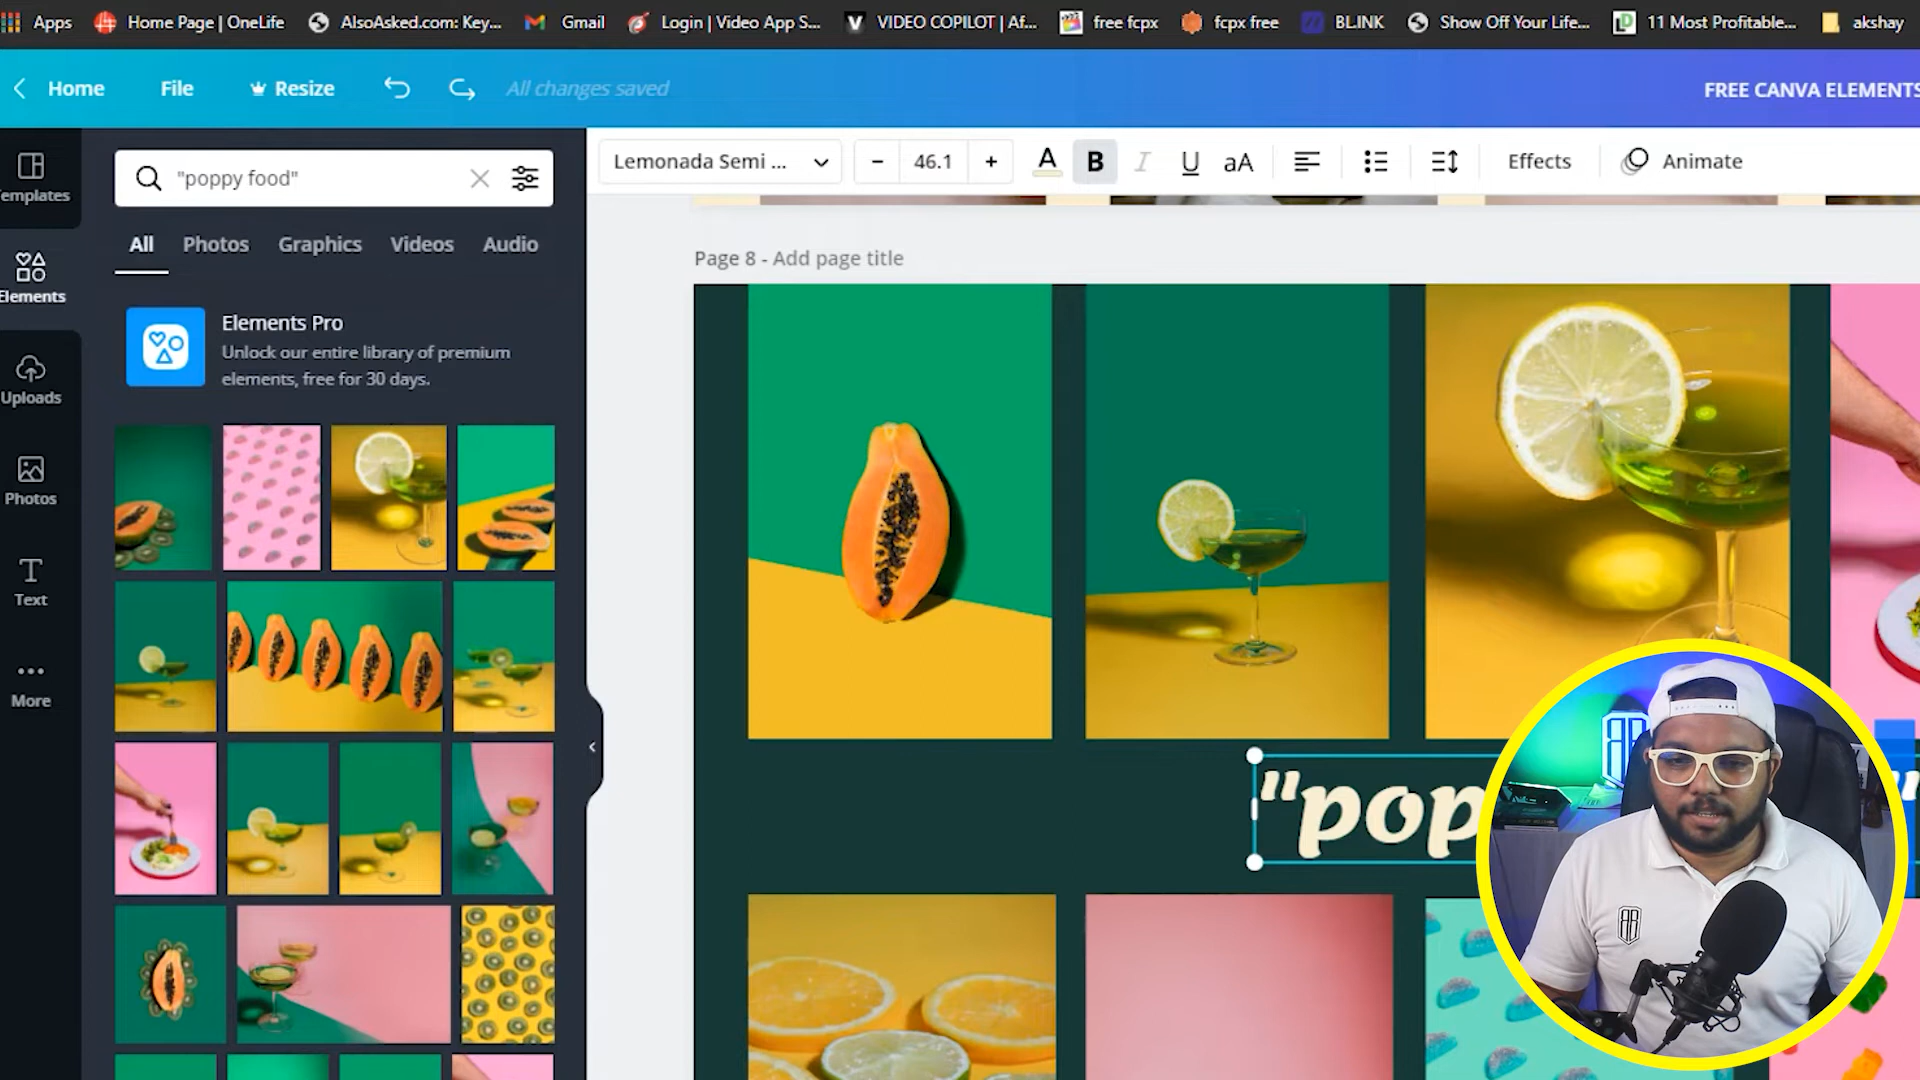 Apps
Home Page | OneLife
AlsoAsked.com: Key...
Gmail
Login | Video App S...
VIDEO COPILOT | Af...
free fcpx
fcpx free
BL.INK
Show Off Your Life...
11 Most Profitable...
akshay
Home
File
Resize
All changes saved
FREE CANVA ELEMENTS
emplates
Elements
Uploads
Photos
Text
More
"poppy food"
All
Photos
Graphics
Videos
Audio
Elements Pro
Unlock our entire library of premium
elements, free for 30 days.
Lemonada Semi ...
46.1
A
B
I
U
aA
Effects
Animate
Page 8 - Add page title
"pop